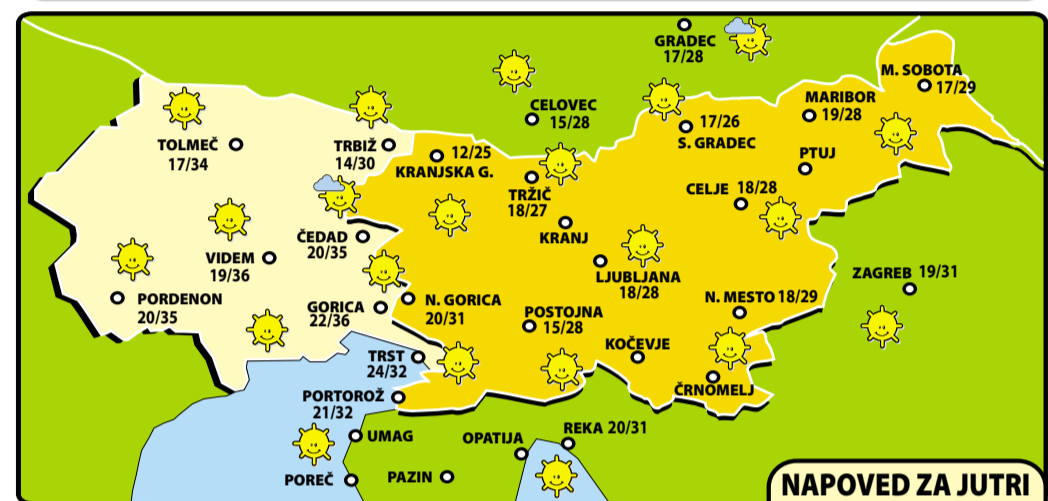 GRADEC
17/28
M. SOBOTA
17/29
CELOVEC
15/28
MARIBOR
19/28
17/26
S. GRADEC
TOLMEČ
17/34
TRBIŽ
14/30
12/25
KRANJSKA G.
PTUJ
TRŽIČ
18/27
CELJE 18/28
KRANJ
ČEDAD
20/35
VIDEM
19/36
LJUBLJANA
18/28
ZAGREB 19/31
PORDENON
20/35
GORICA
22/36
N. GORICA
20/31
POSTOJNA
15/28
N. MESTO 18/29
KOČEVJE
TRST
24/32
ČRNOMELJ
PORTOROŽ
21/32
UMAG
OPATIJA
REKA 20/31
POREČ
PAZIN
NAPOVED ZA JUTRI